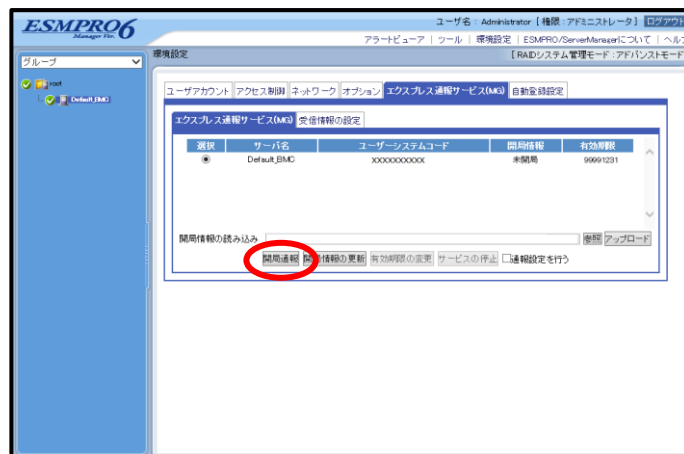 ESMPRO6
Manager Ver.
ユーザ名 : Administrator [ 権限 : アドミニストレータ ] ログアウト
アラートビューア | ツール | 環境設定 | ESMPRO/ServerManagerについて | ヘル
グループ
環境設定
[ RAIDシステム管理モード : アドバンストモード
root
Default_BMC
ユーザアカウント アクセス制御 ネットワーク オプション エクスプレス通報サービス(MG) 自動登録設定
エクスプレス通報サービス(MG) 受信情報の設定
選択 サーバ名 ユーザーシステムコード 開局情報 有効期限
Default_BMC XXXXXXXXXX 未開局 99991231
開局情報の読み込み 参照 アップロード
開局通報 開局情報の更新 有効期限の変更 サービスの停止 通報設定を行う